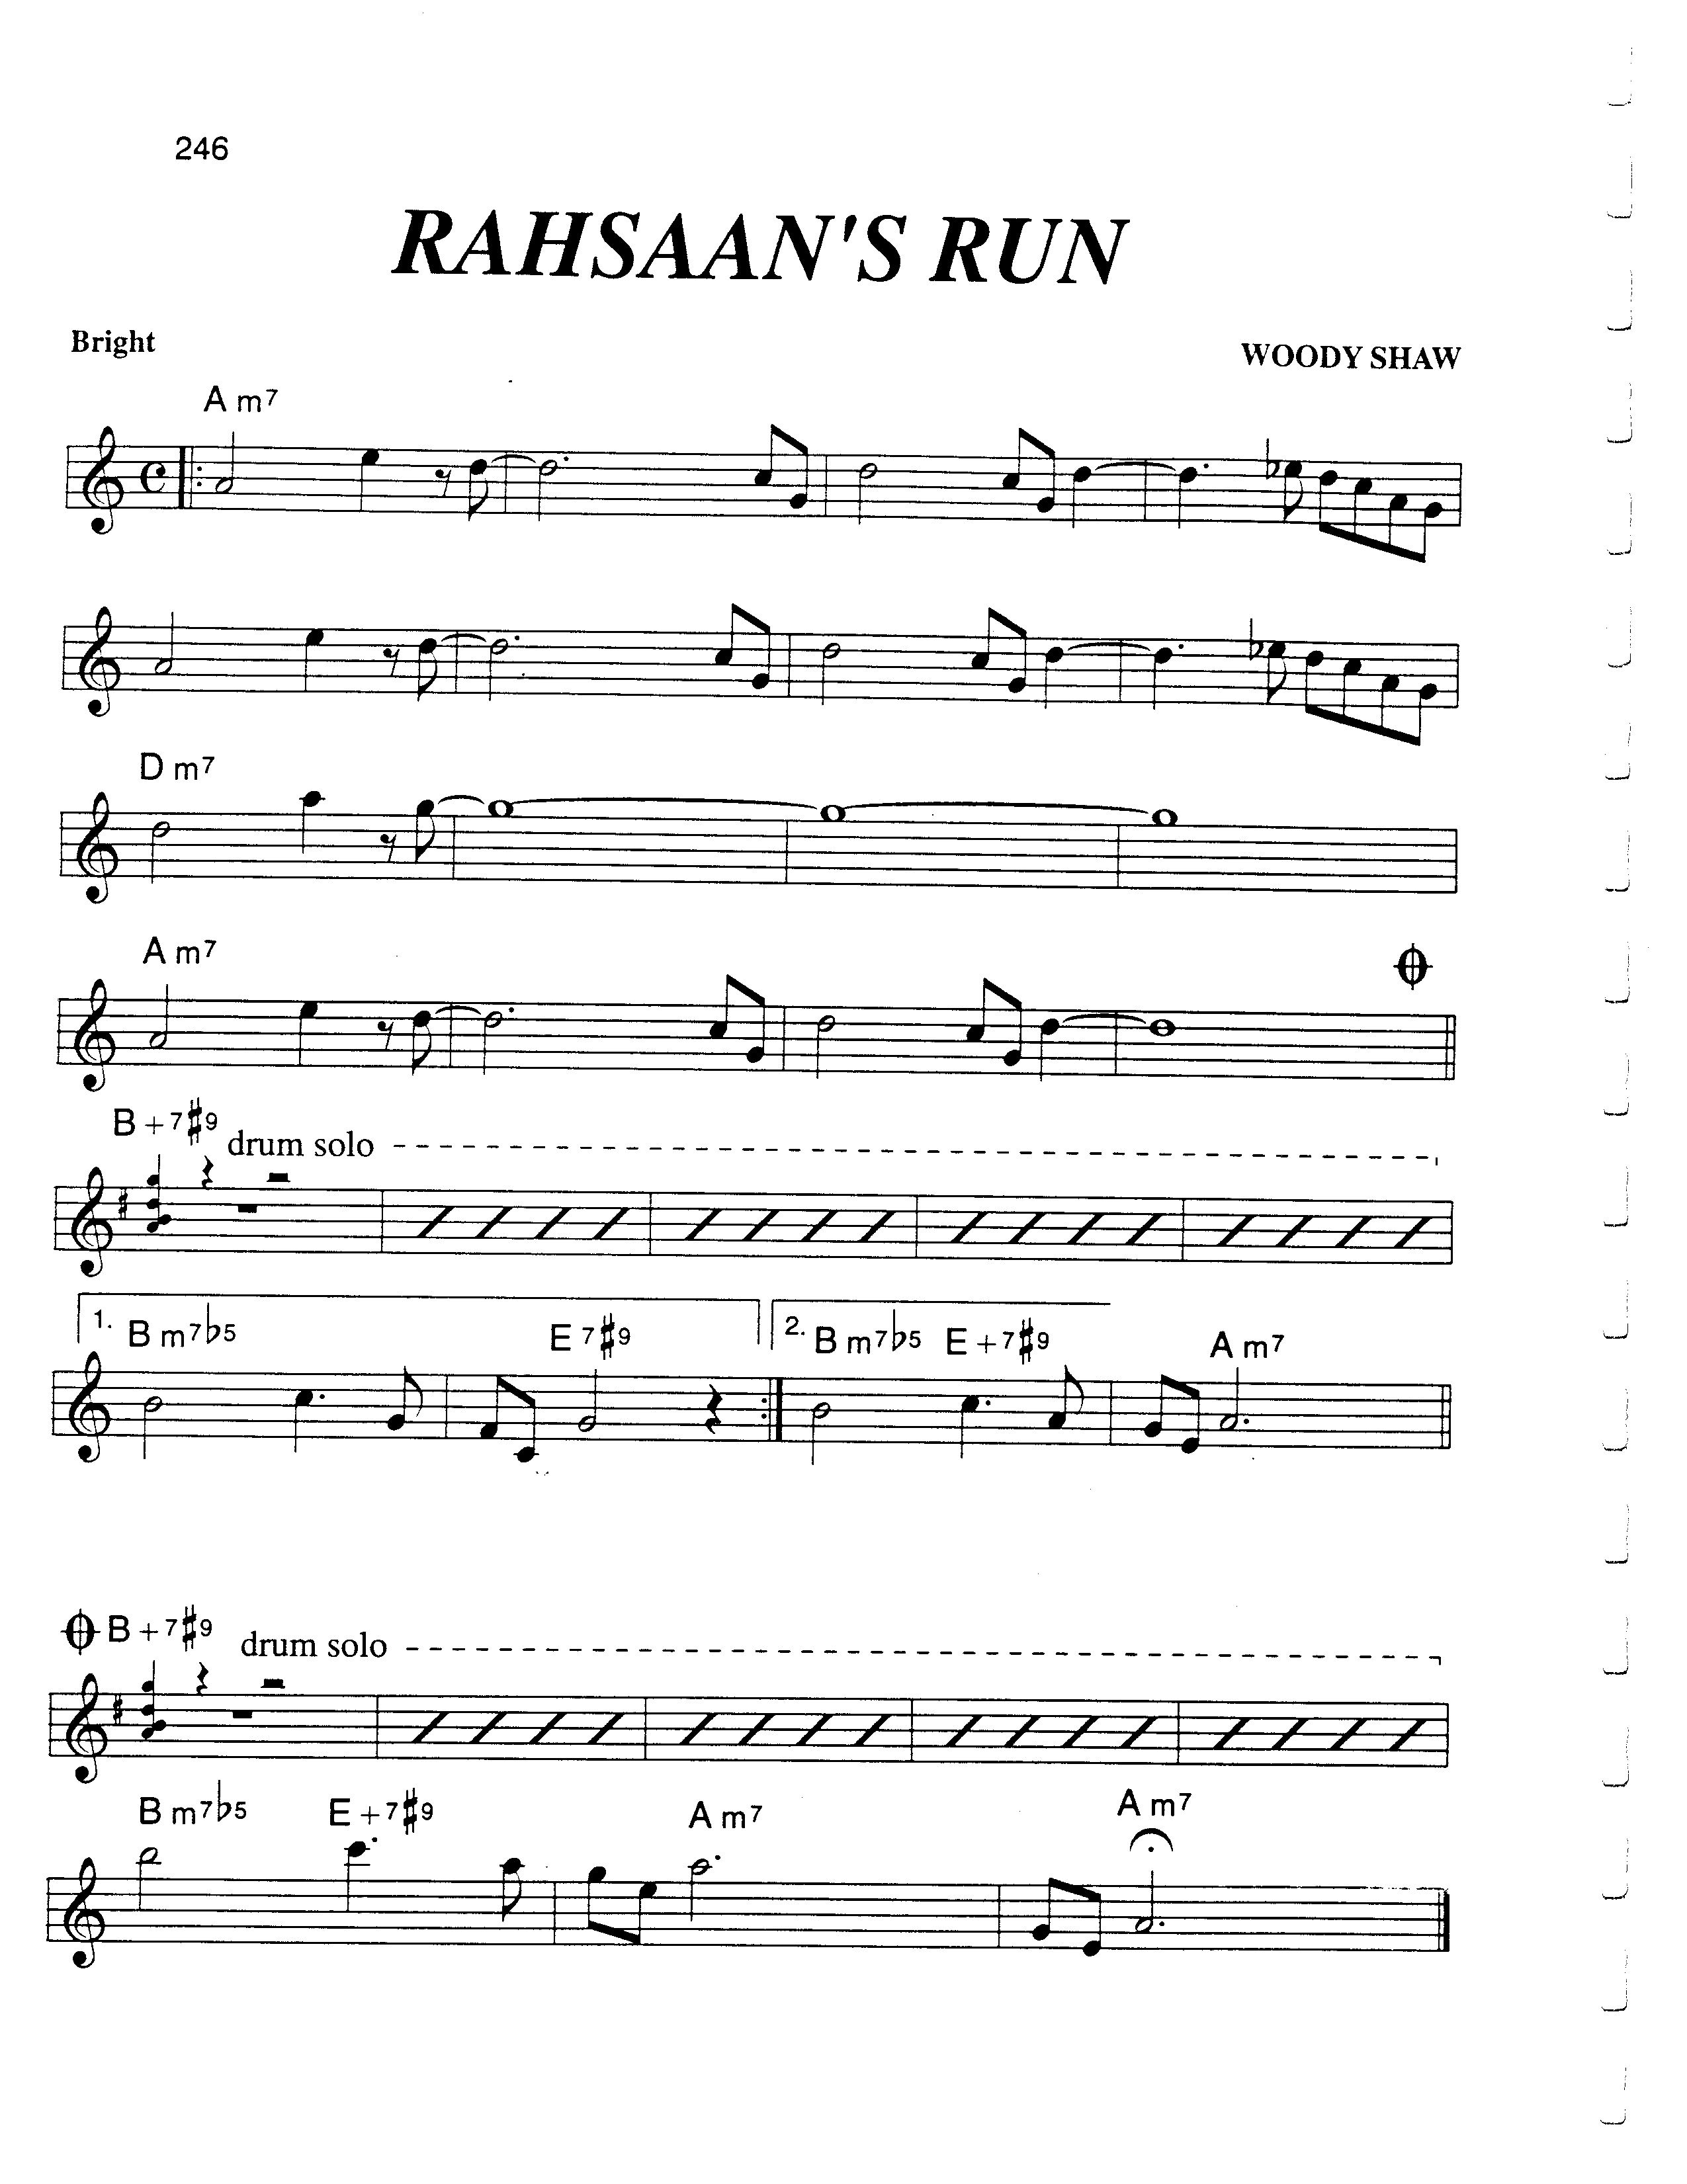 246
RAHSAAN'S RUN
Bright
WOODY SHAW
A m7
D m7
A m7
B +7♯9 drum solo
1. B m7♭5 E 7♯9 2. B m7♭5 E +7♯9 A m7
B +7♯9 drum solo
B m7♭5 E +7♯9 A m7 A m7